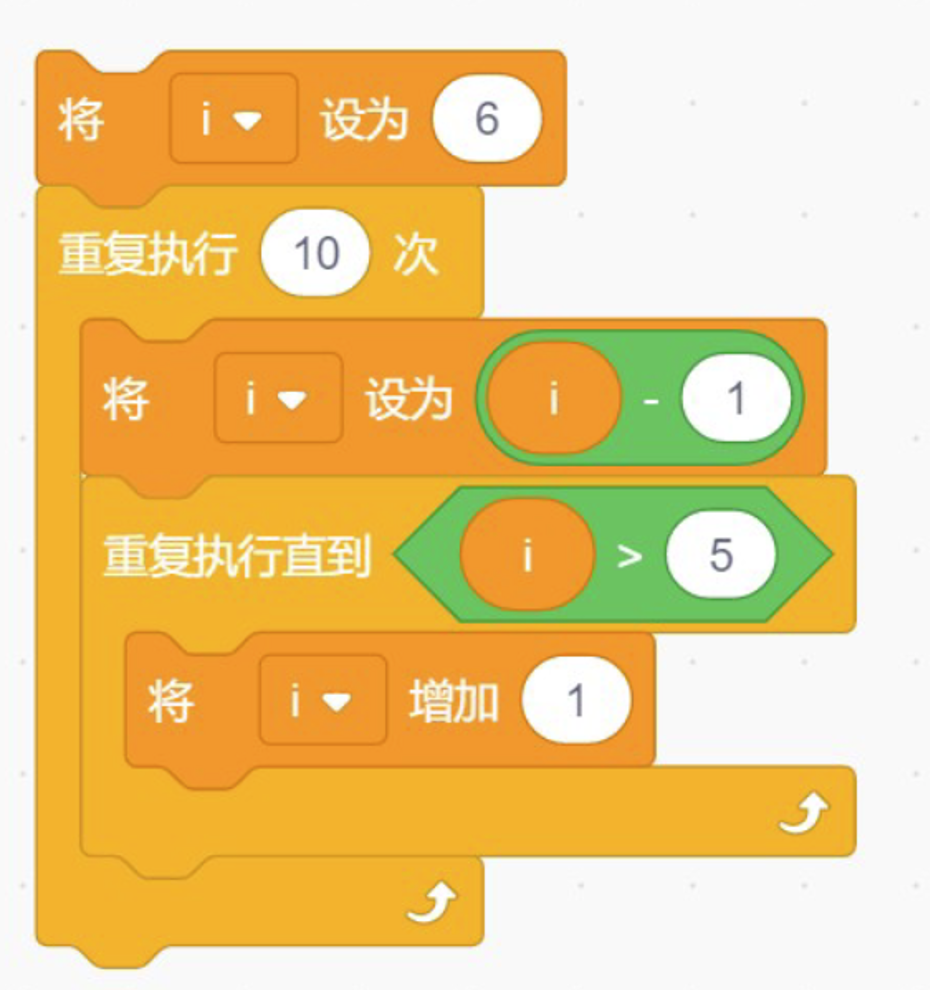 将 i 设为 6
重复执行 10 次
将 i 设为 i - 1
重复执行直到 i > 5
将 i 增加 1